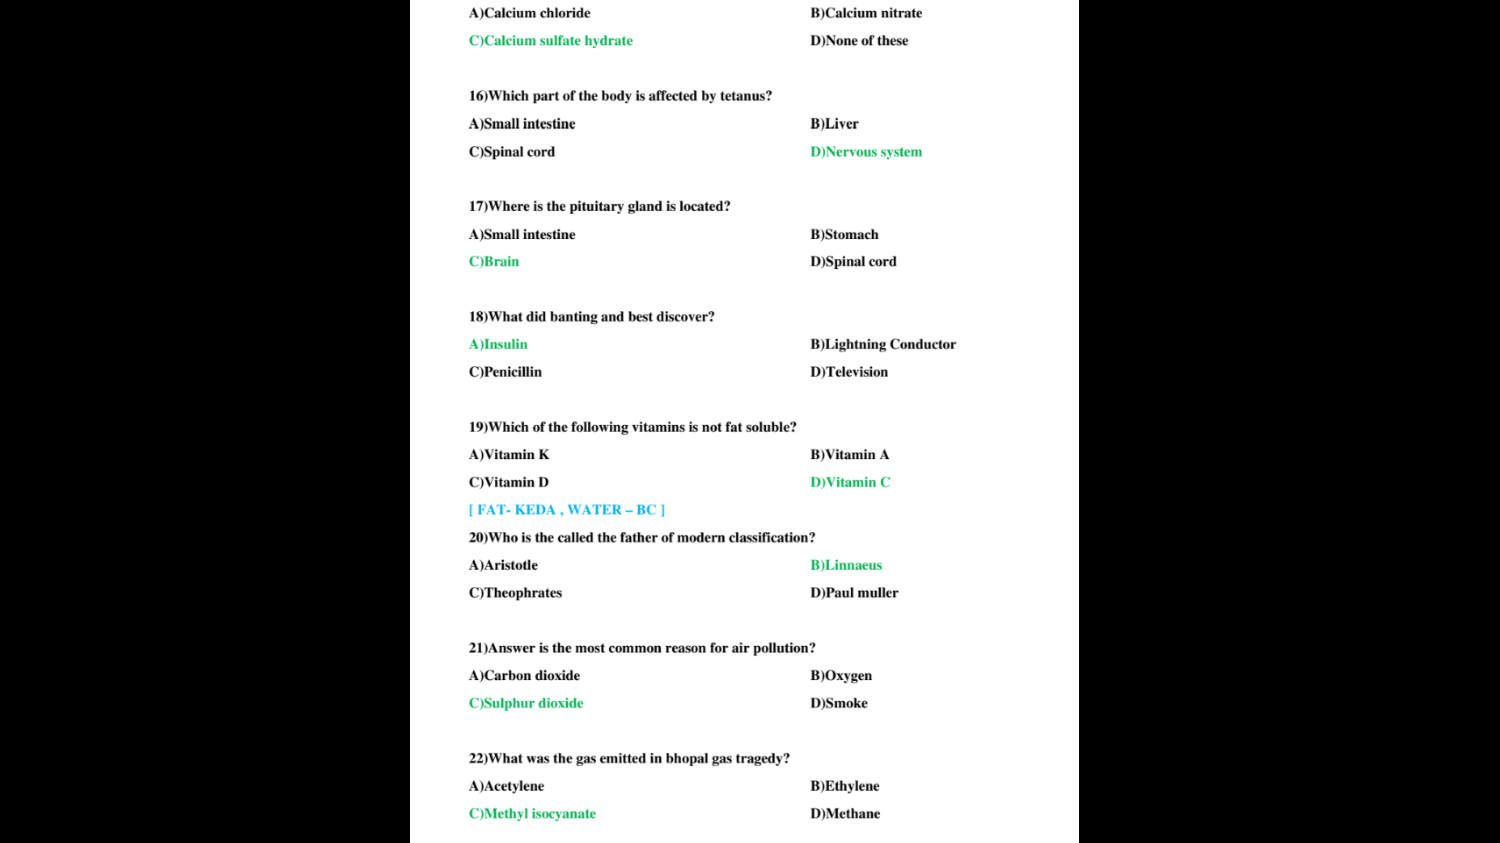 A)Calcium chloride B)Calcium nitrate
C)Calcium sulfate hydrate D)None of these
16)Which part of the body is affected by tetanus?
A)Small intestine B)Liver
C)Spinal cord D)Nervous system
17)Where is the pituitary gland is located?
A)Small intestine B)Stomach
C)Brain D)Spinal cord
18)What did banting and best discover?
A)Insulin B)Lightning Conductor
C)Penicillin D)Television
19)Which of the following vitamins is not fat soluble?
A)Vitamin K B)Vitamin A
C)Vitamin D D)Vitamin C
[ FAT- KEDA , WATER – BC ]
20)Who is the called the father of modern classification?
A)Aristotle B)Linnaeus
C)Theophrates D)Paul muller
21)Answer is the most common reason for air pollution?
A)Carbon dioxide B)Oxygen
C)Sulphur dioxide D)Smoke
22)What was the gas emitted in bhopal gas tragedy?
A)Acetylene B)Ethylene
C)Methyl isocyanate D)Methane